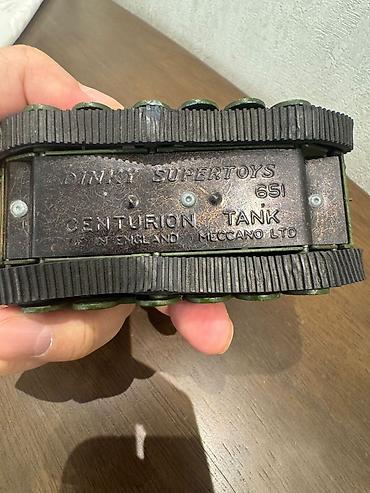 DINKY SUPERTOYS
651
CENTURION TANK
MADE IN ENGLAND MECCANO LTD